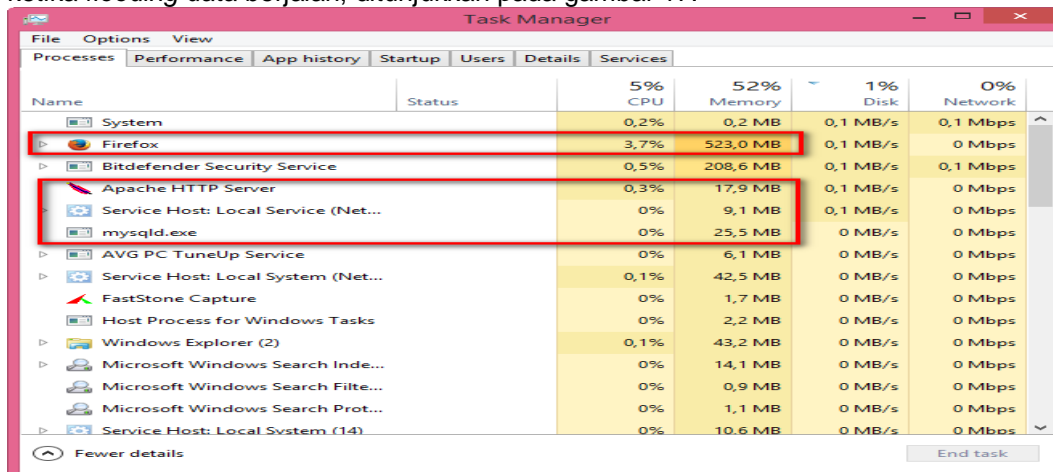 Task Manager
File Options View
Processes Performance App history Startup Users Details Services
5% 52% 1% 0%
Name Status CPU Memory Disk Network
System 0,2% 0,2 MB 0,1 MB/s 0,1 Mbps
Firefox 3,7% 523,0 MB 0,1 MB/s 0 Mbps
Bitdefender Security Service 0,5% 208,6 MB 0,1 MB/s 0,1 Mbps
Apache HTTP Server 0,3% 17,9 MB 0,1 MB/s 0 Mbps
Service Host: Local Service (Net... 0% 9,1 MB 0,1 MB/s 0 Mbps
mysqld.exe 0% 25,5 MB 0 MB/s 0 Mbps
AVG PC TuneUp Service 0% 6,1 MB 0 MB/s 0 Mbps
Service Host: Local System (Net... 0,1% 42,5 MB 0 MB/s 0 Mbps
FastStone Capture 0% 1,7 MB 0 MB/s 0 Mbps
Host Process for Windows Tasks 0% 2,2 MB 0 MB/s 0 Mbps
Windows Explorer (2) 0,1% 43,2 MB 0 MB/s 0 Mbps
Microsoft Windows Search Inde... 0% 14,1 MB 0 MB/s 0 Mbps
Microsoft Windows Search Filte... 0% 0,9 MB 0 MB/s 0 Mbps
Microsoft Windows Search Prot... 0% 1,1 MB 0 MB/s 0 Mbps
Service Host: Local System (14) 0% 10,6 MB 0 MB/s 0 Mbps
Fewer details End task